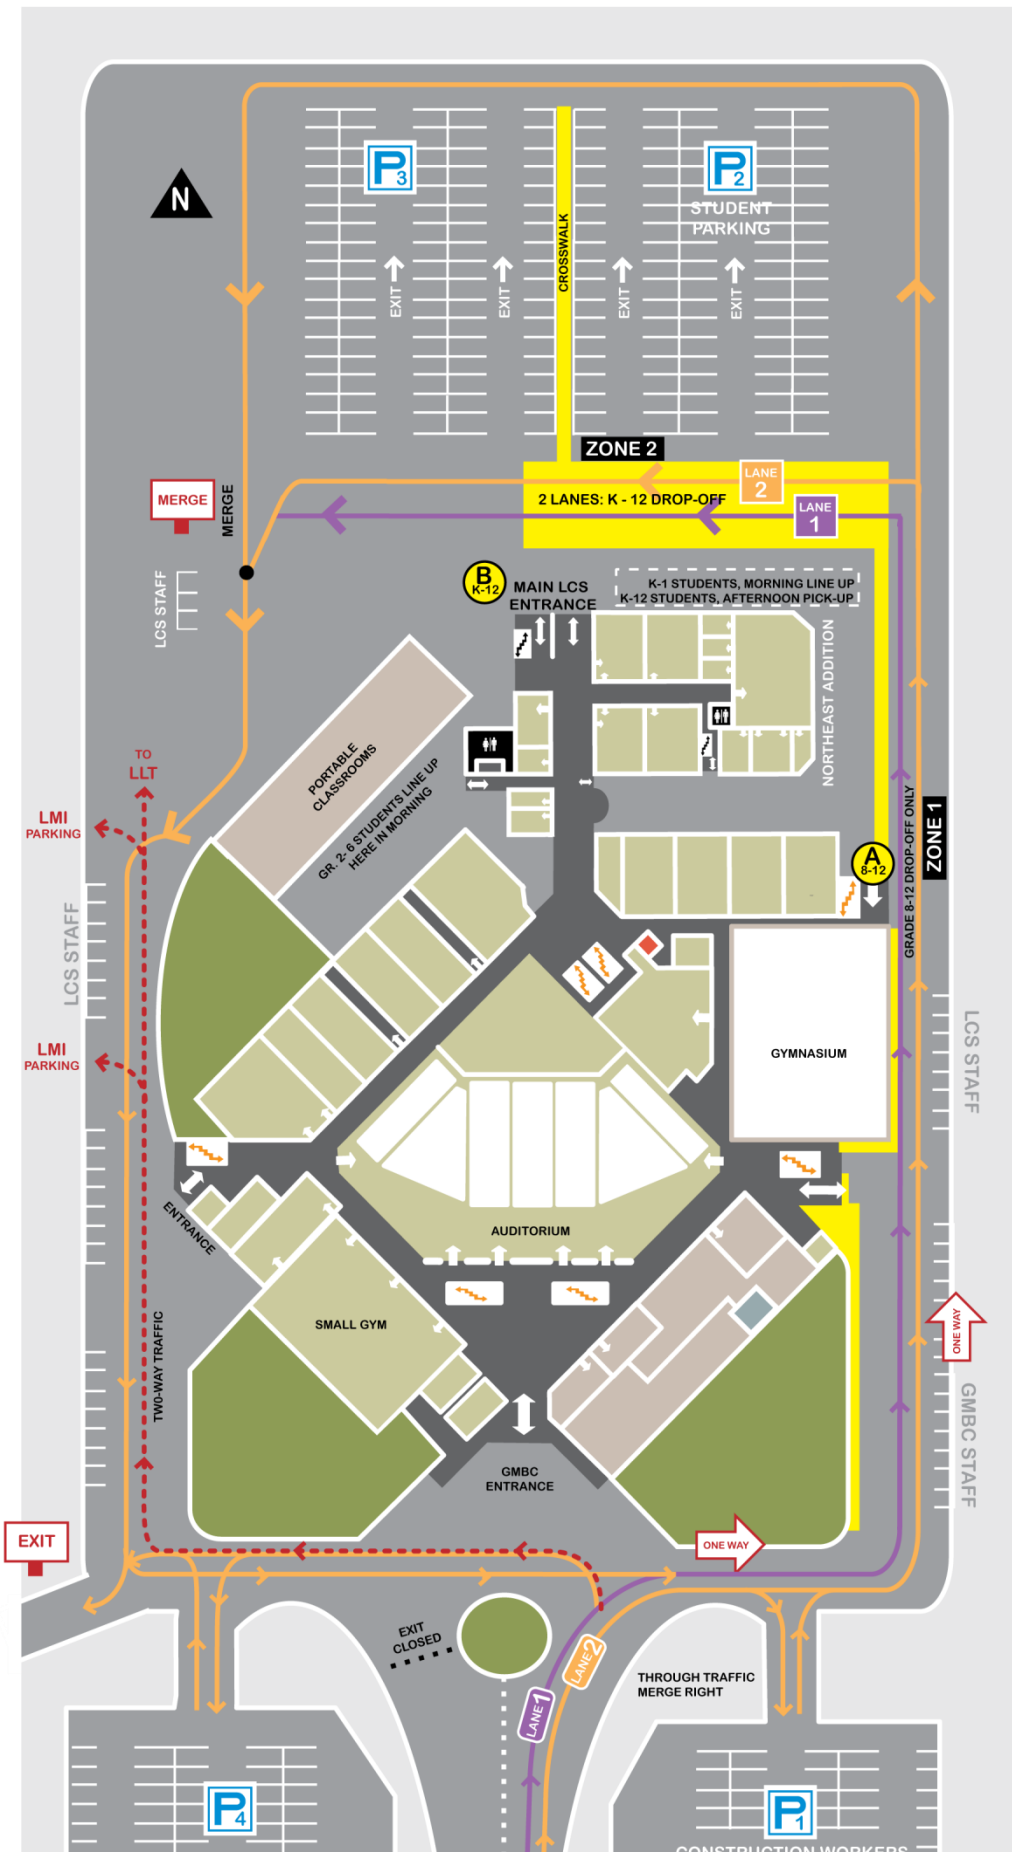 P3
P2
STUDENT
PARKING
N
CROSSWALK
EXIT
EXIT
EXIT
EXIT
ZONE 2
LANE
2
2 LANES: K - 12 DROP-OFF
LANE
1
MERGE
MERGE
LCS STAFF
B
K-12
MAIN LCS
ENTRANCE
K-1 STUDENTS, MORNING LINE UP
K-12 STUDENTS, AFTERNOON PICK-UP
NORTHEAST ADDITION
PORTABLE
CLASSROOMS
GR. 2- 6 STUDENTS LINE UP
HERE IN MORNING
TO
LLT
LMI
PARKING
ZONE 1
GRADE 8-12 DROP-OFF ONLY
A
8-12
LCS STAFF
LMI
PARKING
GYMNASIUM
LCS STAFF
ENTRANCE
AUDITORIUM
SMALL GYM
TWO-WAY TRAFFIC
ONE WAY
GMBC STAFF
GMBC
ENTRANCE
EXIT
ONE WAY
EXIT
CLOSED
LANE 2
LANE 1
THROUGH TRAFFIC
MERGE RIGHT
P4
P1
CONSTRUCTION WORKERS